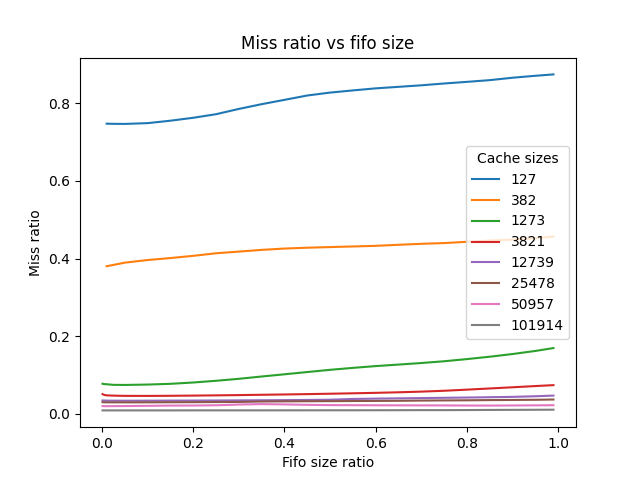 Miss ratio vs fifo size
Miss ratio
0.8
0.6
0.4
0.2
0.0
Cache sizes
127
382
1273
3821
12739
25478
50957
101914
0.0 0.2 0.4 0.6 0.8 1.0
Fifo size ratio